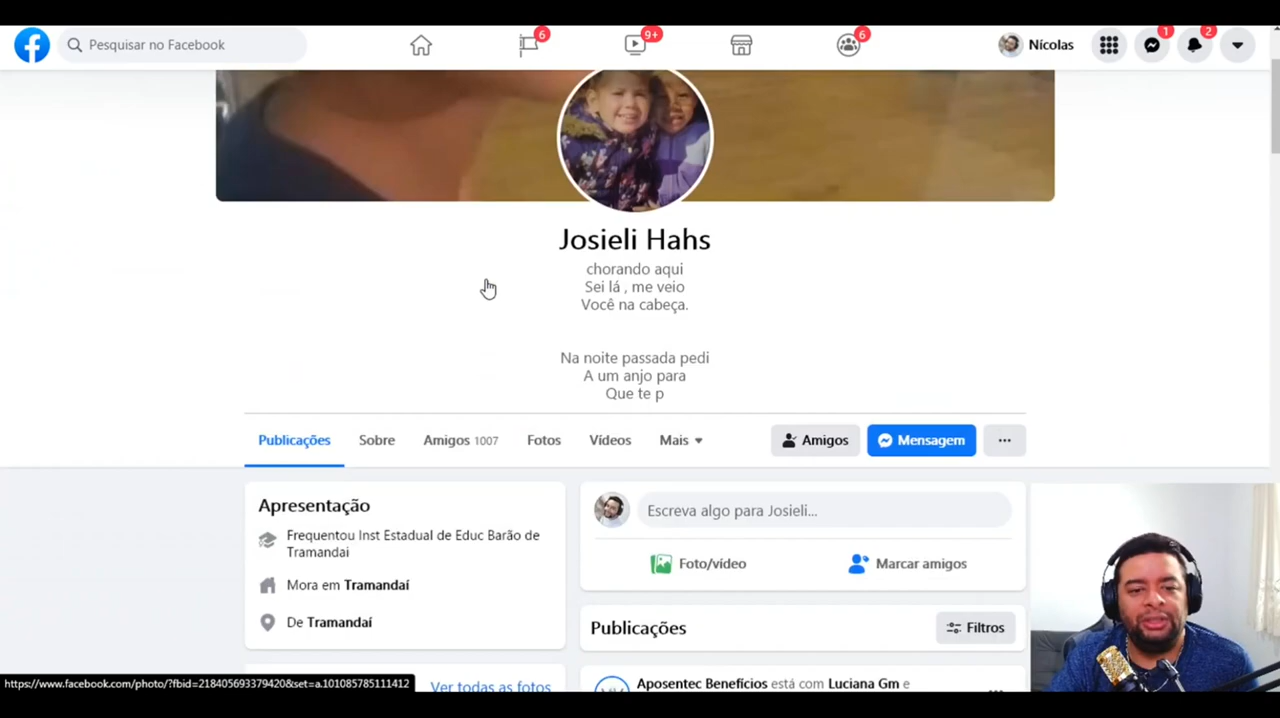 Pesquisar no Facebook
6
9+
6
Nícolas
1
2
Josieli Hahs
chorando aqui
Sei lá , me veio
Você na cabeça.
Na noite passada pedi
A um anjo para
Que te p
Publicações
Sobre
Amigos 1007
Fotos
Vídeos
Mais
Amigos
Mensagem
Apresentação
Frequentou Inst Estadual de Educ Barão de
Tramandai
Mora em Tramandaí
De Tramandaí
Escreva algo para Josieli...
Foto/vídeo
Marcar amigos
Publicações
Filtros
Ver todas as fotos
Aposentec Benefícios está com Luciana Gm e
https://www.facebook.com/photo/?fbid=218405693379420&set=a.101085785111412